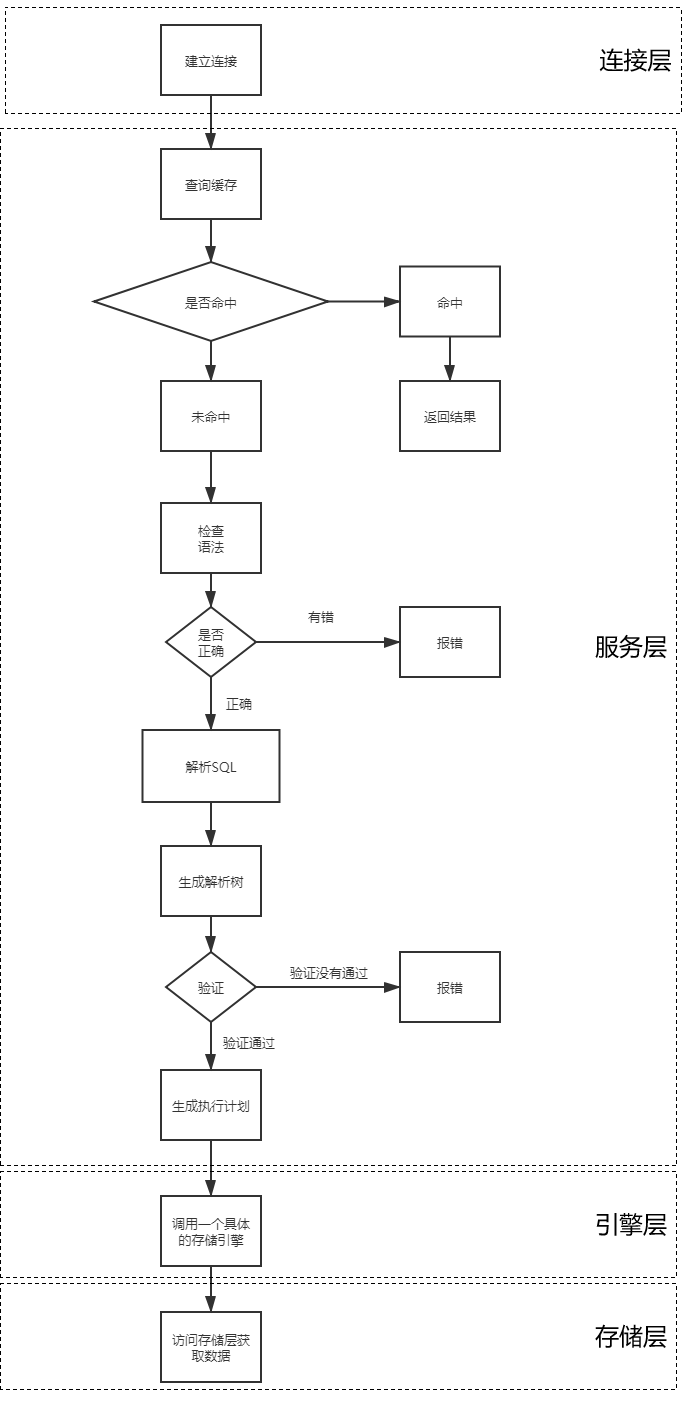 建立连接
连接层
查询缓存
是否命中
命中
未命中
返回结果
检查
语法
有错
是否
正确
报错
服务层
正确
解析SQL
生成解析树
验证没有通过
验证
报错
验证通过
生成执行计划
调用一个具体
的存储引擎
引擎层
访问存储层获
取数据
存储层